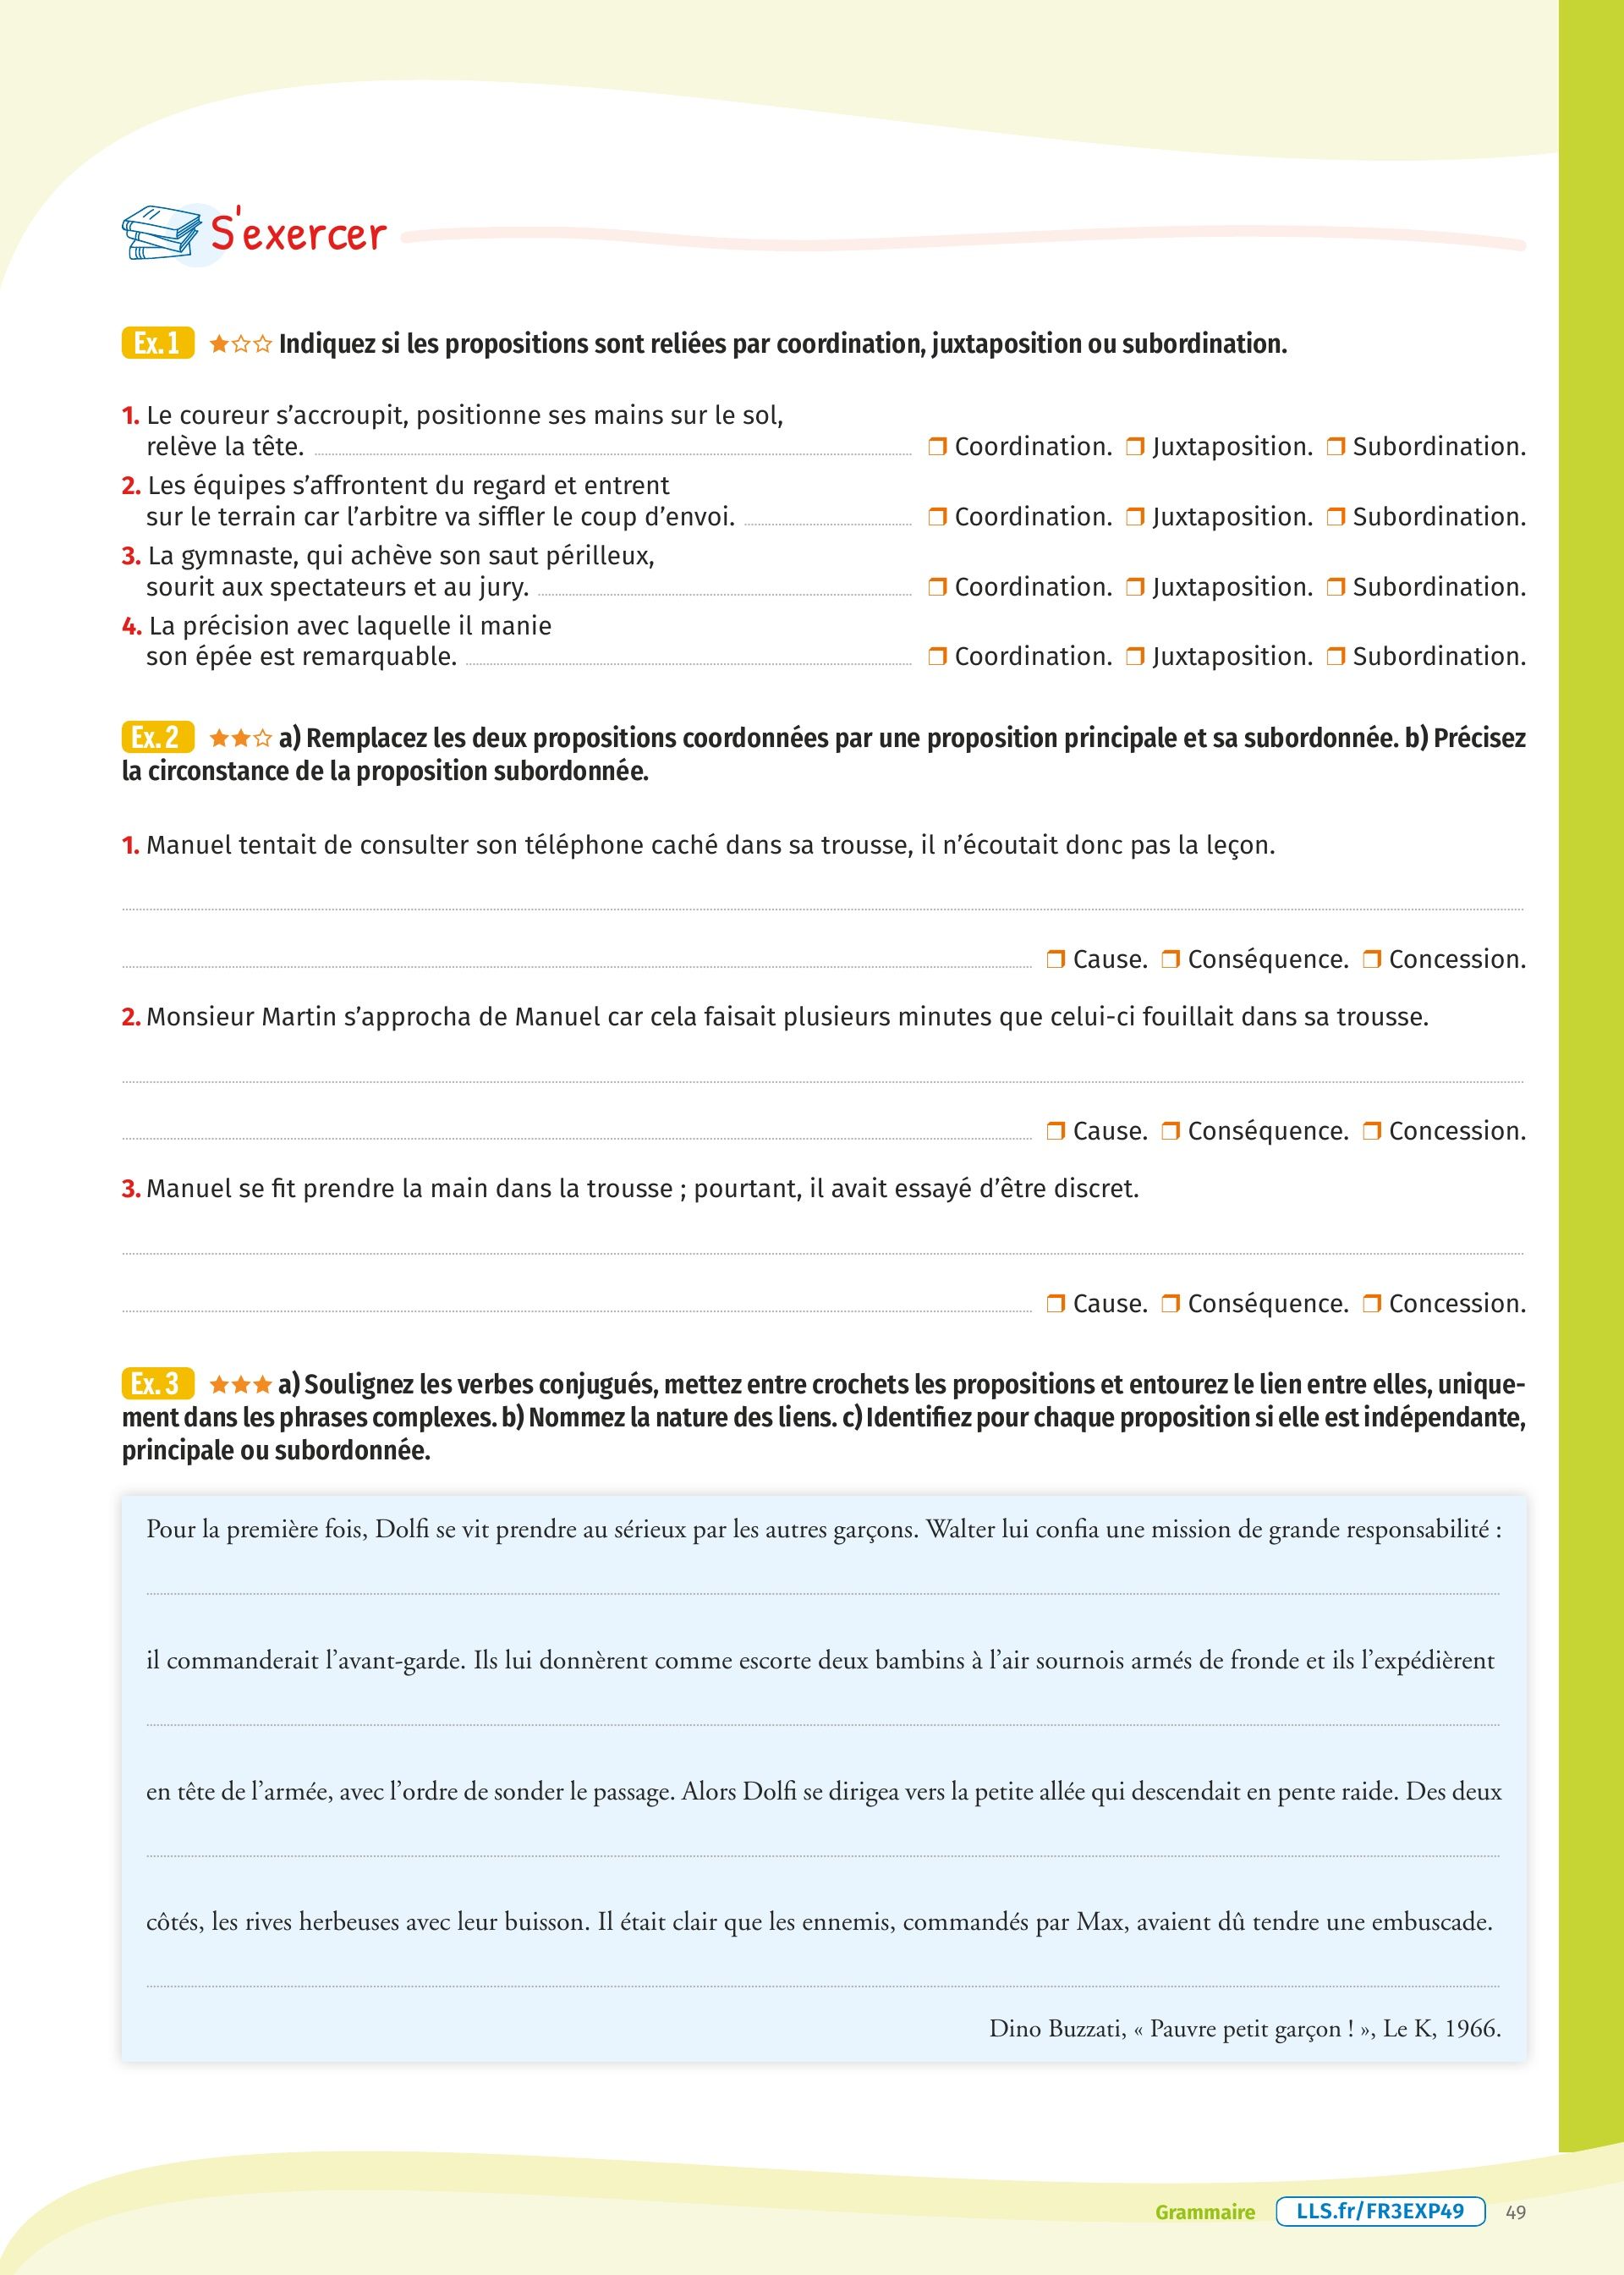 S'exercer
Ex. 1 ★☆☆ Indiquez si les propositions sont reliées par coordination, juxtaposition ou subordination.
1. Le coureur s’accroupit, positionne ses mains sur le sol,
relève la tête. ❒ Coordination. ❒ Juxtaposition. ❒ Subordination.
2. Les équipes s’affrontent du regard et entrent
sur le terrain car l’arbitre va siffler le coup d’envoi. ❒ Coordination. ❒ Juxtaposition. ❒ Subordination.
3. La gymnaste, qui achève son saut périlleux,
sourit aux spectateurs et au jury. ❒ Coordination. ❒ Juxtaposition. ❒ Subordination.
4. La précision avec laquelle il manie
son épée est remarquable. ❒ Coordination. ❒ Juxtaposition. ❒ Subordination.
Ex. 2 ★★☆ a) Remplacez les deux propositions coordonnées par une proposition principale et sa subordonnée. b) Précisez
la circonstance de la proposition subordonnée.
1. Manuel tentait de consulter son téléphone caché dans sa trousse, il n’écoutait donc pas la leçon.
❒ Cause. ❒ Conséquence. ❒ Concession.
2. Monsieur Martin s’approcha de Manuel car cela faisait plusieurs minutes que celui-ci fouillait dans sa trousse.
❒ Cause. ❒ Conséquence. ❒ Concession.
3. Manuel se fit prendre la main dans la trousse ; pourtant, il avait essayé d’être discret.
❒ Cause. ❒ Conséquence. ❒ Concession.
Ex. 3 ★★★ a) Soulignez les verbes conjugués, mettez entre crochets les propositions et entourez le lien entre elles, unique-
ment dans les phrases complexes. b) Nommez la nature des liens. c) Identifiez pour chaque proposition si elle est indépendante,
principale ou subordonnée.
Pour la première fois, Dolfi se vit prendre au sérieux par les autres garçons. Walter lui confia une mission de grande responsabilité :
il commanderait l’avant-garde. Ils lui donnèrent comme escorte deux bambins à l’air sournois armés de fronde et ils l’expédièrent
en tête de l’armée, avec l’ordre de sonder le passage. Alors Dolfi se dirigea vers la petite allée qui descendait en pente raide. Des deux
côtés, les rives herbeuses avec leur buisson. Il était clair que les ennemis, commandés par Max, avaient dû tendre une embuscade.
Dino Buzzati, « Pauvre petit garçon ! », Le K, 1966.
Grammaire LLS.fr/FR3EXP49 49